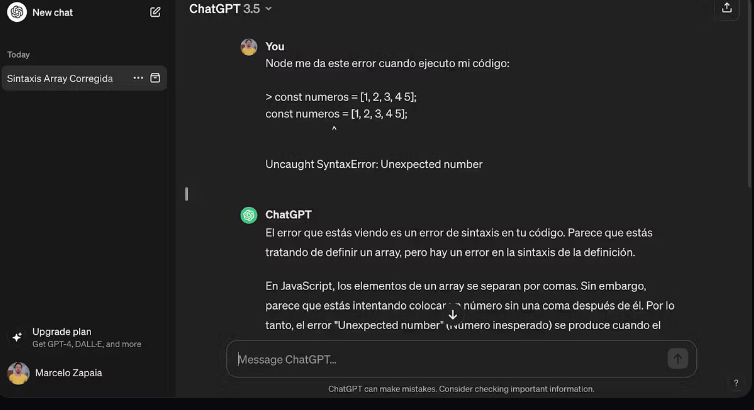 New chat
Today
Sintaxis Array Corregida
Upgrade plan
Get GPT-4, DALL·E, and more
Marcelo Zapaia
ChatGPT 3.5
You
Node me da este error cuando ejecuto mi código:
> const numeros = [1, 2, 3, 4 5];
const numeros = [1, 2, 3, 4 5];
^
Uncaught SyntaxError: Unexpected number
ChatGPT
El error que estás viendo es un error de sintaxis en tu código. Parece que estás
tratando de definir un array, pero hay un error en la sintaxis de la definición.
En JavaScript, los elementos de un array se separan por comas. Sin embargo,
parece que estás intentando colocar número sin una coma después de él. Por lo
tanto, el error "Unexpected number" (Número inesperado) se produce cuando el
Message ChatGPT...
ChatGPT can make mistakes. Consider checking important information.
?